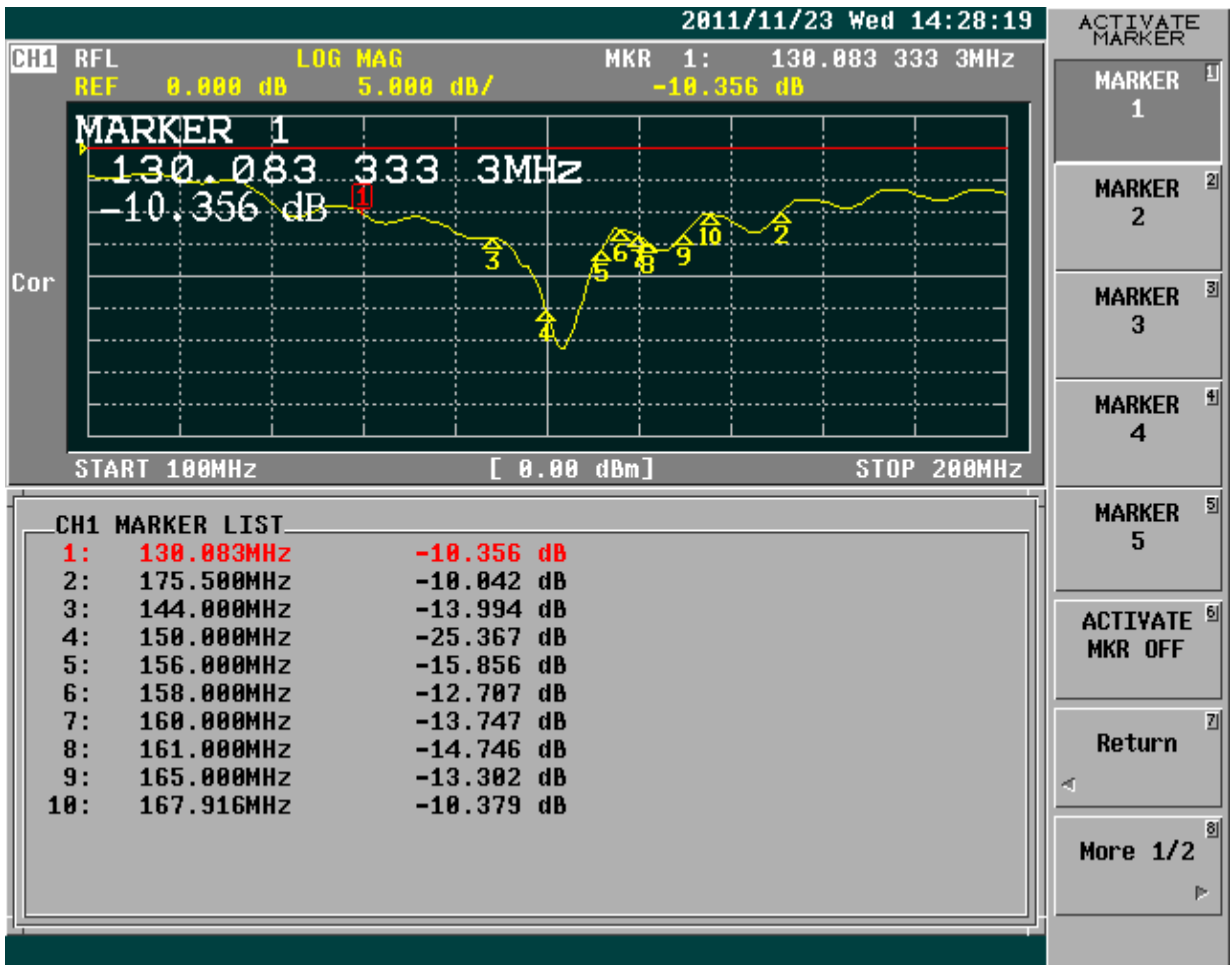 2011/11/23 Wed 14:28:19
CH1 RFL LOG MAG MKR 1: 130.083 333 3MHz
REF 0.000 dB 5.000 dB/ -10.356 dB
MARKER 1
130.083 333 3MHz
-10.356 dB
1
3
4
5
6
7
8
9
10
2
Cor
START 100MHz [ 0.00 dBm] STOP 200MHz
CH1 MARKER LIST
1: 130.083MHz -10.356 dB
2: 175.500MHz -10.042 dB
3: 144.000MHz -13.994 dB
4: 150.000MHz -25.367 dB
5: 156.000MHz -15.856 dB
6: 158.000MHz -12.707 dB
7: 160.000MHz -13.747 dB
8: 161.000MHz -14.746 dB
9: 165.000MHz -13.302 dB
10: 167.916MHz -10.379 dB
ACTIVATE
MARKER
MARKER 1
1
MARKER 2
2
MARKER 3
3
MARKER 4
4
MARKER 5
5
ACTIVATE 6
MKR OFF
7
Return
8
More 1/2